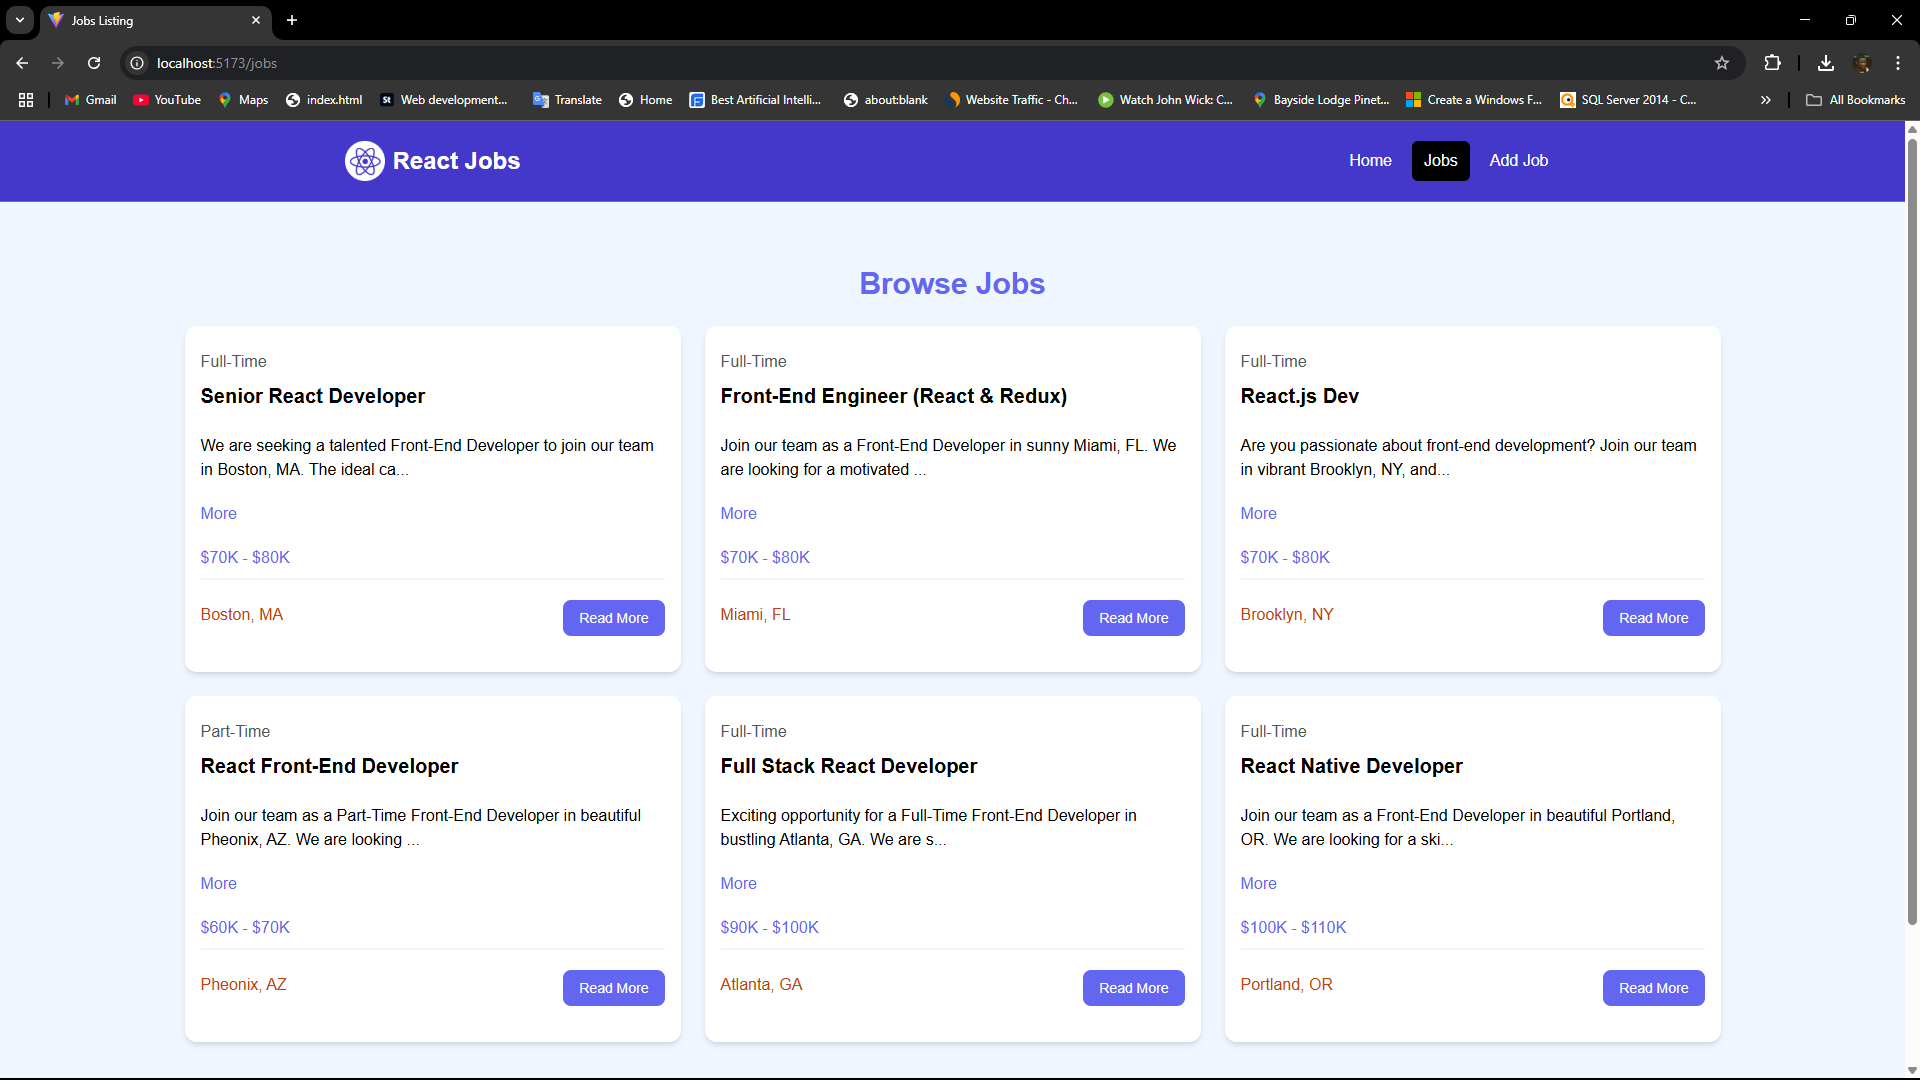 Jobs Listing
localhost:5173/jobs
Gmail YouTube Maps index.html Web development... Translate Home Best Artificial Intelli... about:blank Website Traffic - Ch... Watch John Wick: C... Bayside Lodge Pinet... Create a Windows F... SQL Server 2014 - C... All Bookmarks
React Jobs Home Jobs Add Job
Browse Jobs
Full-Time
Senior React Developer
We are seeking a talented Front-End Developer to join our team
in Boston, MA. The ideal ca...
More
$70K - $80K
Boston, MA Read More
Full-Time
Front-End Engineer (React & Redux)
Join our team as a Front-End Developer in sunny Miami, FL. We
are looking for a motivated ...
More
$70K - $80K
Miami, FL Read More
Full-Time
React.js Dev
Are you passionate about front-end development? Join our team
in vibrant Brooklyn, NY, and...
More
$70K - $80K
Brooklyn, NY Read More
Part-Time
React Front-End Developer
Join our team as a Part-Time Front-End Developer in beautiful
Pheonix, AZ. We are looking ...
More
$60K - $70K
Pheonix, AZ Read More
Full-Time
Full Stack React Developer
Exciting opportunity for a Full-Time Front-End Developer in
bustling Atlanta, GA. We are s...
More
$90K - $100K
Atlanta, GA Read More
Full-Time
React Native Developer
Join our team as a Front-End Developer in beautiful Portland,
OR. We are looking for a ski...
More
$100K - $110K
Portland, OR Read More